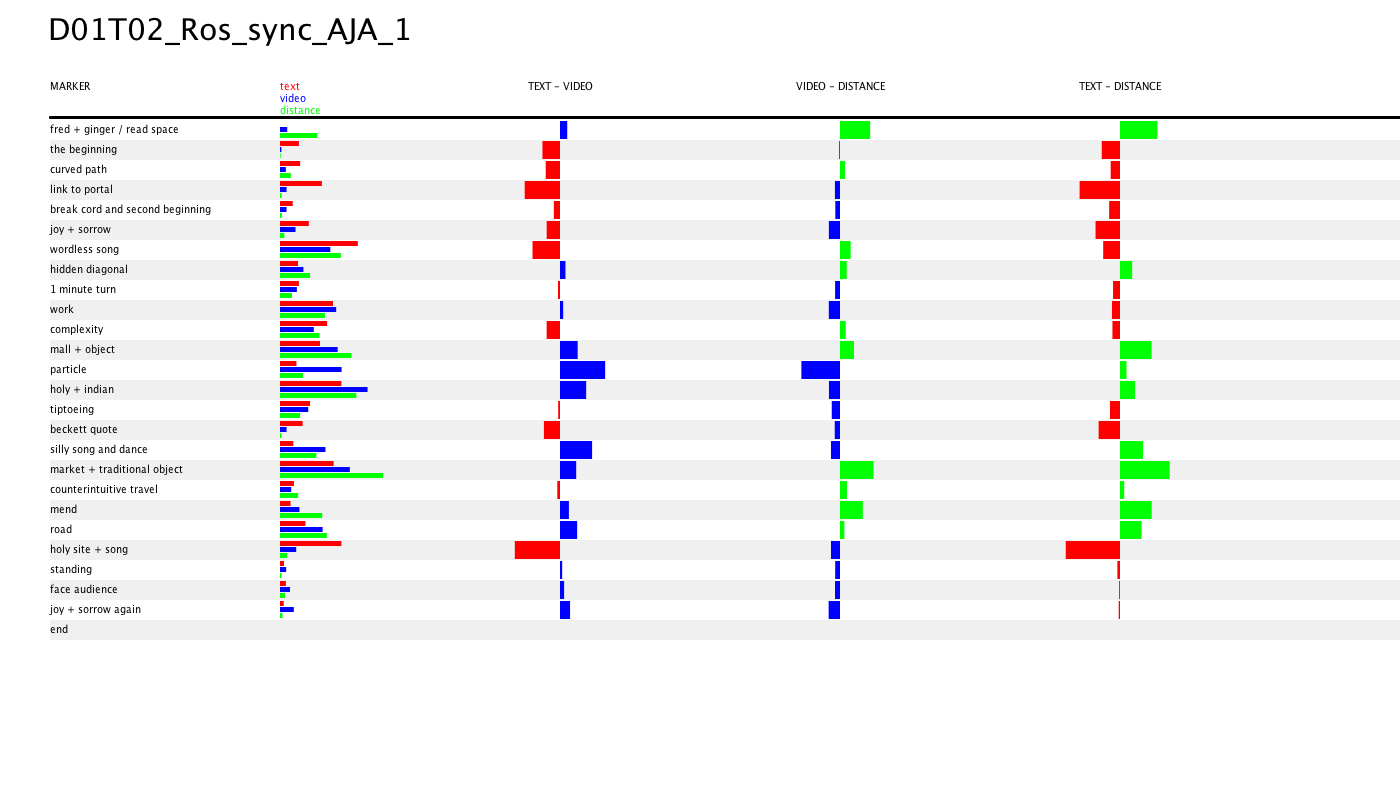 D01T02_Ros_sync_AJA_1
MARKER text TEXT - VIDEO VIDEO - DISTANCE TEXT - DISTANCE
video
distance
fred + ginger / read space
the beginning
curved path
link to portal
break cord and second beginning
joy + sorrow
wordless song
hidden diagonal
1 minute turn
work
complexity
mall + object
particle
holy + indian
tiptoeing
beckett quote
silly song and dance
market + traditional object
counterintuitive travel
mend
road
holy site + song
standing
face audience
joy + sorrow again
end